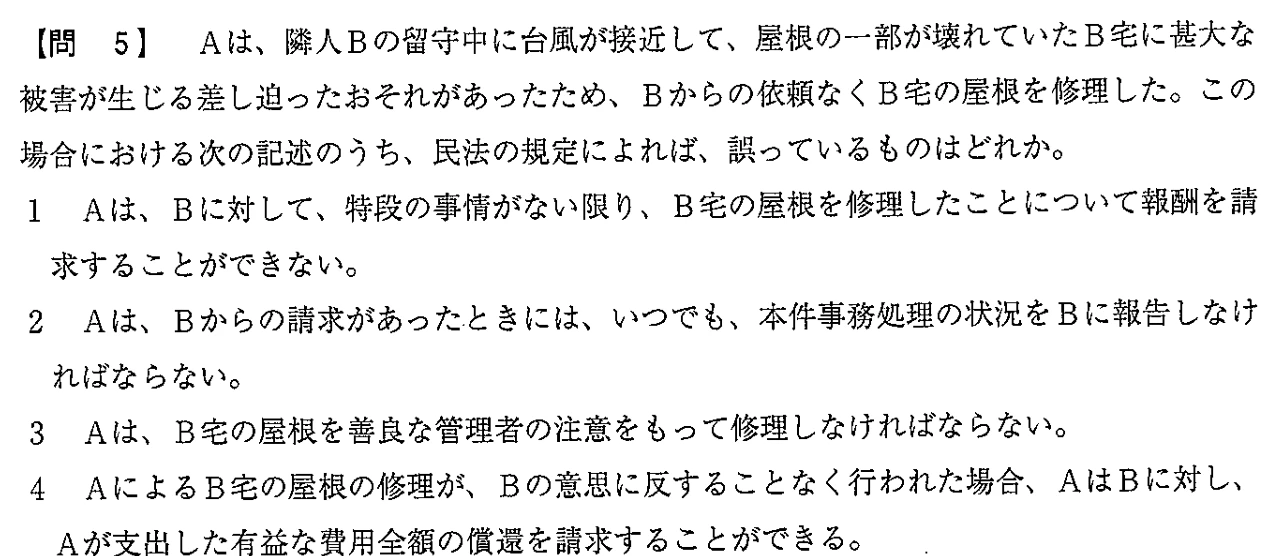 【問　5】　Aは、隣人Bの留守中に台風が接近して、屋根の一部が壊れていたB宅に甚大な
被害が生じる差し迫ったおそれがあったため、Bからの依頼なくB宅の屋根を修理した。この
場合における次の記述のうち、民法の規定によれば、誤っているものはどれか。
1　Aは、Bに対して、特段の事情がない限り、B宅の屋根を修理したことについて報酬を請
求することができない。
2　Aは、Bからの請求があったときには、いつでも、本件事務処理の状況をBに報告しなけ
ればならない。
3　Aは、B宅の屋根を善良な管理者の注意をもって修理しなければならない。
4　AによるB宅の屋根の修理が、Bの意思に反することなく行われた場合、AはBに対し、
Aが支出した有益な費用全額の償還を請求することができる。